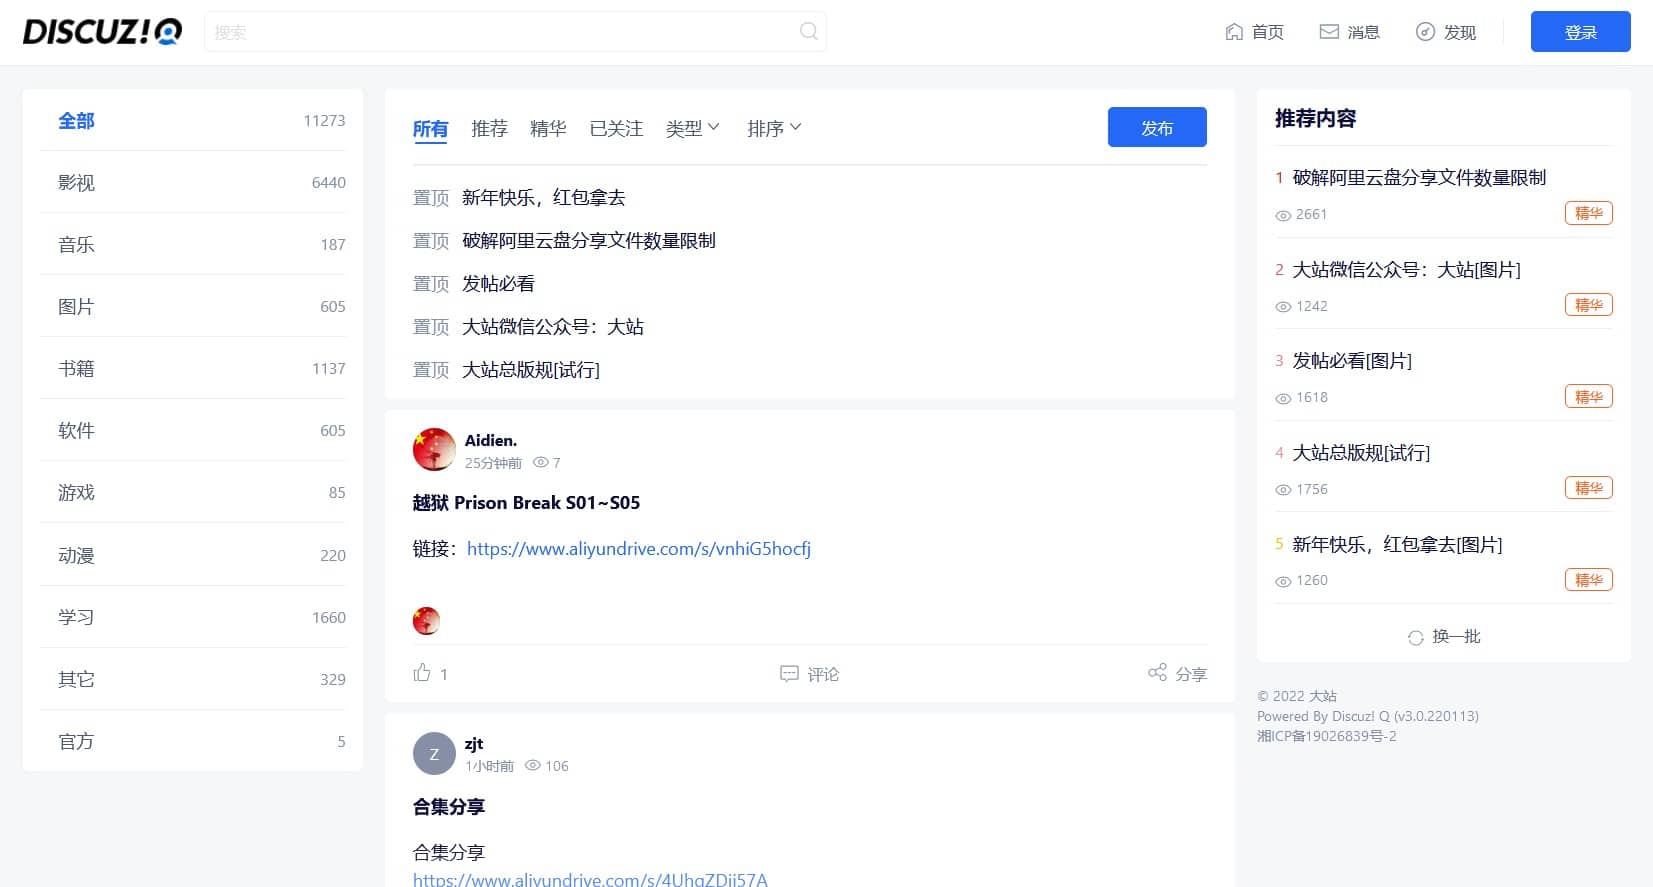 DISCUZ! Q
搜索
首页
消息
发现
登录
全部 11273
影视 6440
音乐 187
图片 605
书籍 1137
软件 605
游戏 85
动漫 220
学习 1660
其它 329
官方 5
所有 推荐 精华 已关注 类型 排序
发布
置顶 新年快乐，红包拿去
置顶 破解阿里云盘分享文件数量限制
置顶 发帖必看
置顶 大站微信公众号：大站
置顶 大站总版规[试行]
Aidien.
25分钟前 7
越狱 Prison Break S01~S05
链接：https://www.aliyundrive.com/s/vnhiG5hocfj
1 评论 分享
Z
zjt
1小时前 106
合集分享
合集分享
https://www.aliyundrive.com/s/4UhgZDij57A
推荐内容
1 破解阿里云盘分享文件数量限制
2661 精华
2 大站微信公众号：大站[图片]
1242 精华
3 发帖必看[图片]
1618 精华
4 大站总版规[试行]
1756 精华
5 新年快乐，红包拿去[图片]
1260 精华
换一批
© 2022 大站
Powered By Discuz! Q (v3.0.220113)
湘ICP备19026839号-2